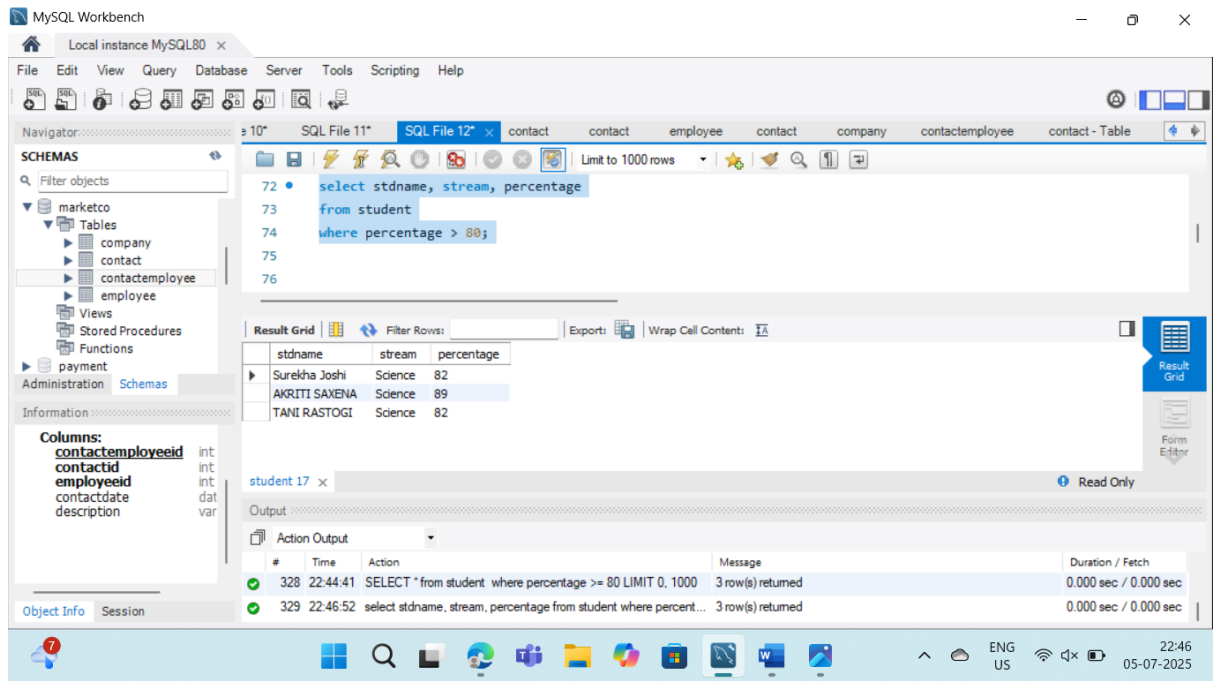 MySQL Workbench
Local instance MySQL80 ×
File Edit View Query Database Server Tools Scripting Help
Navigator
SCHEMAS
Filter objects
marketco
Tables
company
contact
contactemployee
employee
Views
Stored Procedures
Functions
payment
Administration Schemas
Information
Columns:
contactemployeeid int
contactid int
employeeid int
contactdate dat
description var
Object Info Session
e 10* SQL File 11* SQL File 12* × contact contact employee contact company contactemployee contact - Table
Limit to 1000 rows
72 select stdname, stream, percentage
73 from student
74 where percentage > 80;
75
76
Result Grid Filter Rows: Export: Wrap Cell Content:
stdname stream percentage
Surekha Joshi Science 82
AKRITI SAXENA Science 89
TANI RASTOGI Science 82
Result
Grid
Form
Editor
student 17 × Read Only
Output
Action Output
# Time Action Message Duration / Fetch
328 22:44:41 SELECT * from student where percentage >= 80 LIMIT 0, 1000 3 row(s) returned 0.000 sec / 0.000 sec
329 22:46:52 select stdname, stream, percentage from student where percent... 3 row(s) returned 0.000 sec / 0.000 sec
7
ENG
US
22:46
05-07-2025